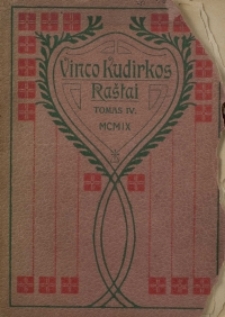 Vinco Kudirkos
Raštai
TOMAS IV.
MCMIX